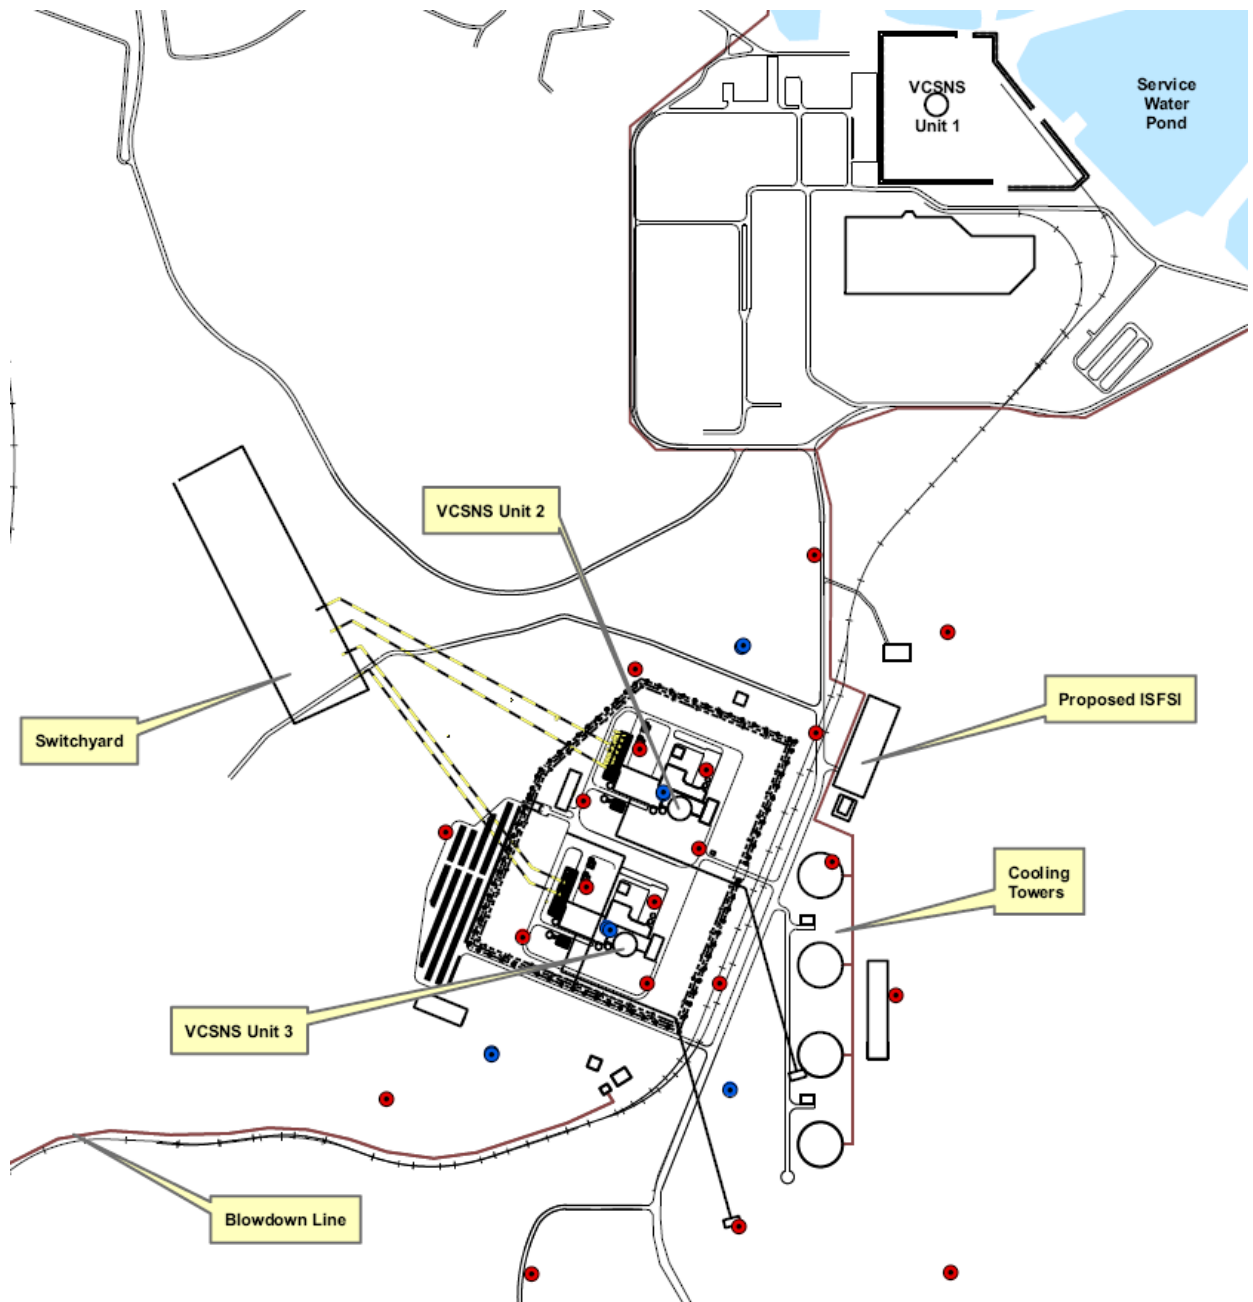 VCSNS
Unit 1
Service
Water
Pond
VCSNS Unit 2
Proposed ISFSI
Switchyard
Cooling
Towers
VCSNS Unit 3
Blowdown Line